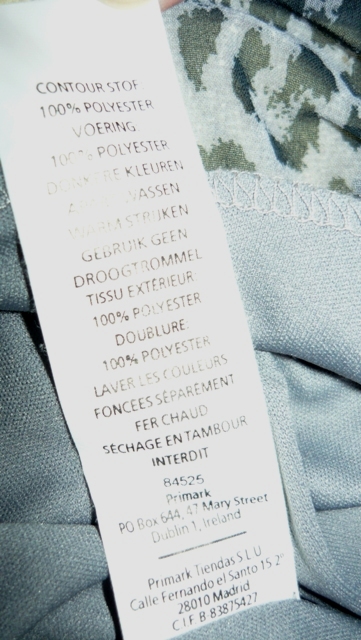 CONTOUR STOF
100% POLYESTER
VOERING
100% POLYESTER
DONKERE KLEUREN
APART WASSEN
WARM STRIJKEN
GEBRUIK GEEN
DROOGTROMMEL
TISSU EXTÉRIEUR:
100% POLYESTER
DOUBLURE:
100% POLYESTER
LAVER LES COULEURS
FONCÉES SÉPARÉMENT
FER CHAUD
SÉCHAGE EN TAMBOUR
INTERDIT
84525
Primark
PO Box 644, 47 Mary Street
Dublin 1, Ireland
Primark Tiendas S L U
Calle Fernando el Santo 15 2º
28010 Madrid
C I F B 83875427